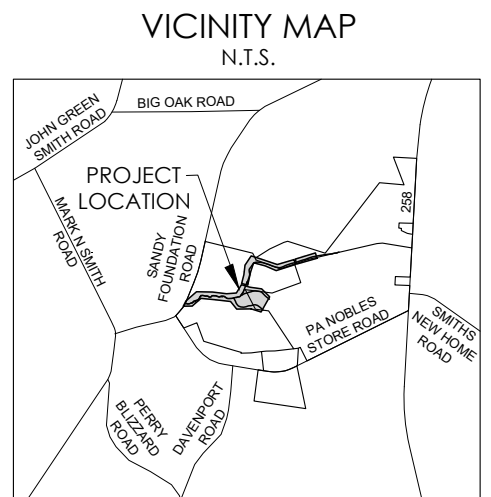 VICINITY MAP
N.T.S.
BIG OAK ROAD
JOHN GREEN
SMITH ROAD
PROJECT
LOCATION
MARK N SMITH
ROAD
SANDY
FOUNDATION
ROAD
258
PA NOBLES
STORE ROAD
SMITHS
NEW HOME
ROAD
PERRY
BLIZZARD
ROAD
DAVENPORT
ROAD